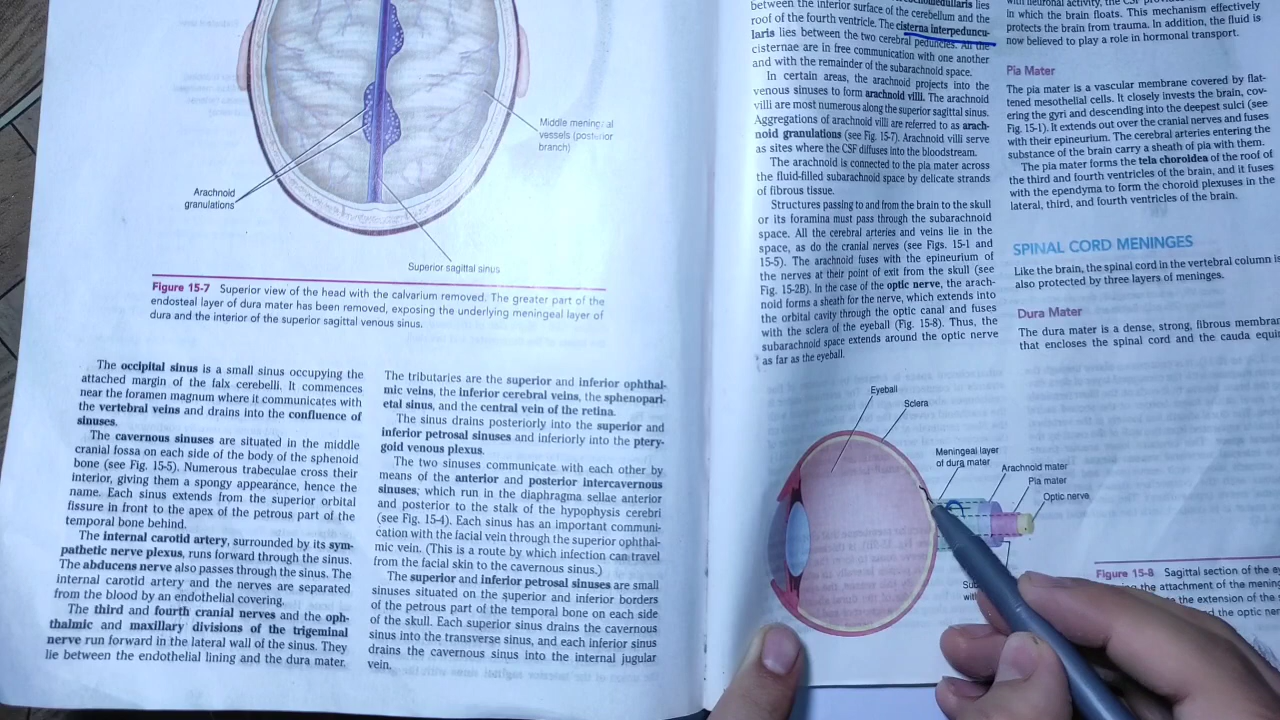 Middle meningeal
vessels (posterior
branch)
Arachnoid
granulations
Superior sagittal sinus
Figure 15-7 Superior view of the head with the calvarium removed. The greater part of the
endosteal layer of dura mater has been removed, exposing the underlying meningeal layer of
dura and the interior of the superior sagittal venous sinus.
The occipital sinus is a small sinus occupying the
attached margin of the falx cerebelli. It commences
near the foramen magnum where it communicates with
the vertebral veins and drains into the confluence of
sinuses.
The cavernous sinuses are situated in the middle
cranial fossa on each side of the body of the sphenoid
bone (see Fig. 15-5). Numerous trabeculae cross their
interior, giving them a spongy appearance, hence the
name. Each sinus extends from the superior orbital
fissure in front to the apex of the petrous part of the
temporal bone behind.
The internal carotid artery, surrounded by its sym-
pathetic nerve plexus, runs forward through the sinus.
The abducens nerve also passes through the sinus. The
internal carotid artery and the nerves are separated
from the blood by an endothelial covering.
The third and fourth cranial nerves and the oph-
thalmic and maxillary divisions of the trigeminal
nerve run forward in the lateral wall of the sinus. They
lie between the endothelial lining and the dura mater.
The tributaries are the superior and inferior ophthal-
mic veins, the inferior cerebral veins, the sphenopari-
etal sinus, and the central vein of the retina.
The sinus drains posteriorly into the superior and
inferior petrosal sinuses and inferiorly into the ptery-
goid venous plexus.
The two sinuses communicate with each other by
means of the anterior and posterior intercavernous
sinuses, which run in the diaphragma sellae anterior
and posterior to the stalk of the hypophysis cerebri
(see Fig. 15-4). Each sinus has an important communi-
cation with the facial vein through the superior ophthal-
mic vein. (This is a route by which infection can travel
from the facial skin to the cavernous sinus.)
The superior and inferior petrosal sinuses are small
sinuses situated on the superior and inferior borders
of the petrous part of the temporal bone on each side
of the skull. Each superior sinus drains the cavernous
sinus into the transverse sinus, and each inferior sinus
drains the cavernous sinus into the internal jugular
vein.
lies
between the inferior surface of the cerebellum and the
roof of the fourth ventricle. The cisterna interpeduncu-
laris lies between the two cerebral peduncles. All the
cisternae are in free communication with one another
and with the remainder of the subarachnoid space.
In certain areas, the arachnoid projects into the
venous sinuses to form arachnoid villi. The arachnoid
villi are most numerous along the superior sagittal sinus.
Aggregations of arachnoid villi are referred to as arach-
noid granulations (see Fig. 15-7). Arachnoid villi serve
as sites where the CSF diffuses into the bloodstream.
The arachnoid is connected to the pia mater across
the fluid-filled subarachnoid space by delicate strands
of fibrous tissue.
Structures passing to and from the brain to the skull
or its foramina must pass through the subarachnoid
space. All the cerebral arteries and veins lie in the
space, as do the cranial nerves (see Figs. 15-1 and
15-5). The arachnoid fuses with the epineurium of
the nerves at their point of exit from the skull (see
Fig. 15-2B). In the case of the optic nerve, the arach-
noid forms a sheath for the nerve, which extends into
the orbital cavity through the optic canal and fuses
with the sclera of the eyeball (Fig. 15-8). Thus, the
subarachnoid space extends around the optic nerve
as far as the eyeball.
with neuronal activity, the CSF
in which the brain floats. This mechanism effectively
protects the brain from trauma. In addition, the fluid is
now believed to play a role in hormonal transport.
Pia Mater
The pia mater is a vascular membrane covered by flat-
tened mesothelial cells. It closely invests the brain, cov-
ering the gyri and descending into the deepest sulci (see
Fig. 15-1). It extends out over the cranial nerves and fuses
with their epineurium. The cerebral arteries entering the
substance of the brain carry a sheath of pia with them.
The pia mater forms the tela choroidea of the roof of
the third and fourth ventricles of the brain, and it fuses
with the ependyma to form the choroid plexuses in the
lateral, third, and fourth ventricles of the brain.
SPINAL CORD MENINGES
Like the brain, the spinal cord in the vertebral column is
also protected by three layers of meninges.
Dura Mater
The dura mater is a dense, strong, fibrous
that encloses the spinal cord and the cauda
Eyeball
Sclera
Meningeal layer
of dura mater
Arachnoid mater
Pia mater
Optic nerve
Figure 15-8 Sagittal section of the
the attachment of the
the extension of the
the optic